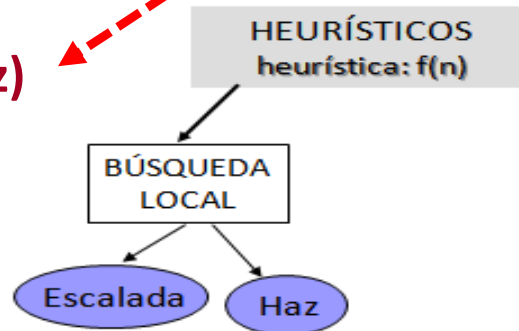 HEURÍSTICOS
heurística: f(n)
z)
BÚSQUEDA
LOCAL
Escalada
Haz